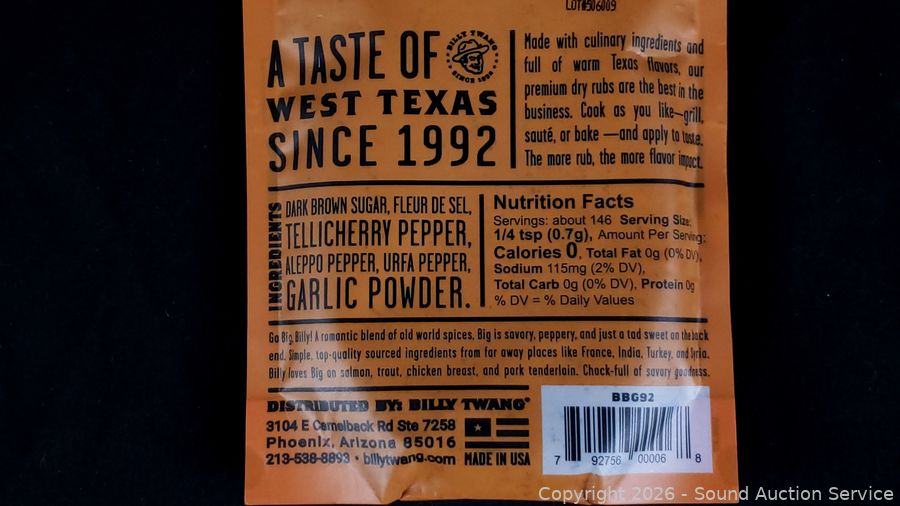 LOT#506009
A TASTE OF
BILLY TWANG
SINCE 1992
WEST TEXAS
SINCE 1992
Made with culinary ingredients and
full of warm Texas flavors, our
premium dry rubs are the best in the
business. Cook as you like—grill,
sauté, or bake —and apply to taste.
The more rub, the more flavor impact.
INGREDIENTS
DARK BROWN SUGAR, FLEUR DE SEL,
TELLICHERRY PEPPER,
ALEPPO PEPPER, URFA PEPPER,
GARLIC POWDER.
Nutrition Facts
Servings: about 146 Serving Size:
1/4 tsp (0.7g), Amount Per Serving:
Calories 0, Total Fat 0g (0% DV),
Sodium 115mg (2% DV),
Total Carb 0g (0% DV), Protein 0g
% DV = % Daily Values
Go Big, Billy! A romantic blend of old world spices, Big is savory, peppery, and just a tad sweet on the back
end. Simple, top-quality sourced ingredients from far away places like France, India, Turkey, and Syria.
Billy loves Big on salmon, trout, chicken breast, and pork tenderloin. Chock-full of savory goodness.
DISTRIBUTED BY: BILLY TWANG®
3104 E Camelback Rd Ste 7258
Phoenix, Arizona 85016
213-538-8893 • billytwang.com
MADE IN USA
BBG92
7 92756 00006 8
Copyright 2026 - Sound Auction Service